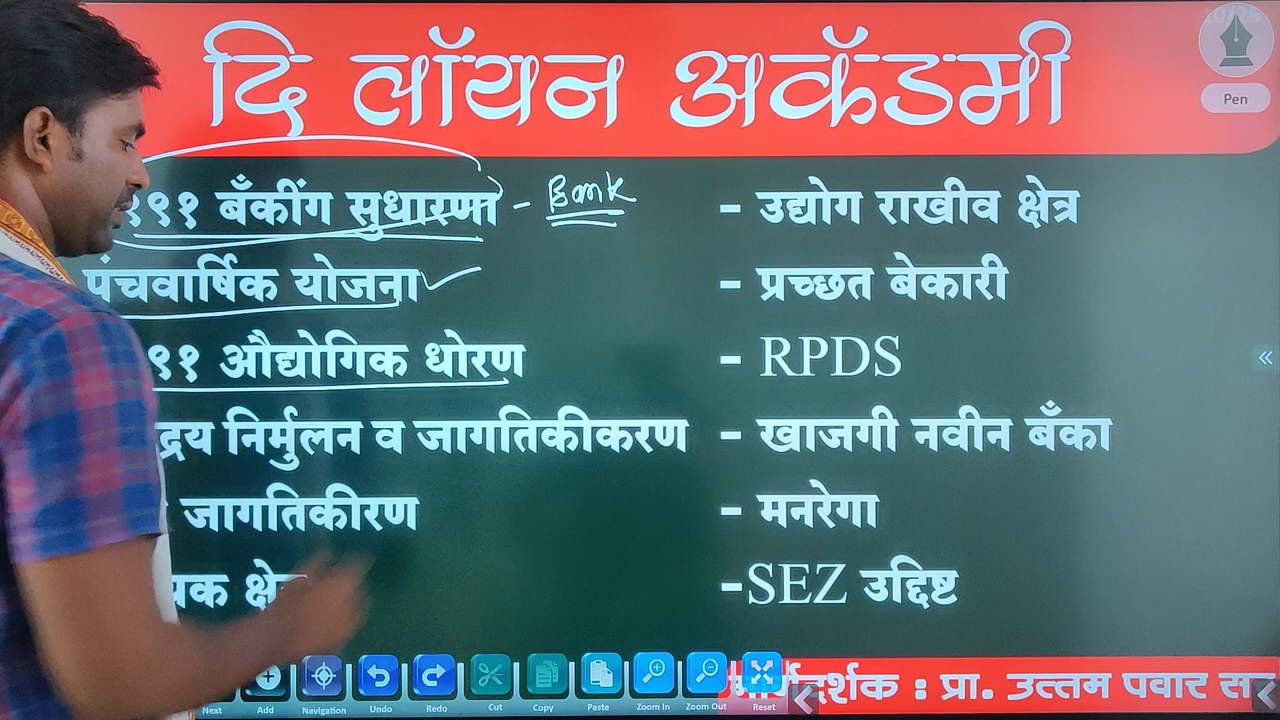 दि लॉयन अकॅडमी
Pen
१९१ बँकींग सुधारणा - Bank
पंचवार्षिक योजना
९१ औद्योगिक धोरण
द्रय निर्मुलन व जागतिकीकरण
जागतिकीरण
- उद्योग राखीव क्षेत्र
- प्रच्छत बेकारी
- RPDS
- खाजगी नवीन बँका
- मनरेगा
-SEZ उद्दिष्ट
मार्गदर्शक : प्रा. उत्तम पवार
Next Add Navigation Undo Redo Cut Copy Paste Zoom In Zoom Out Reset